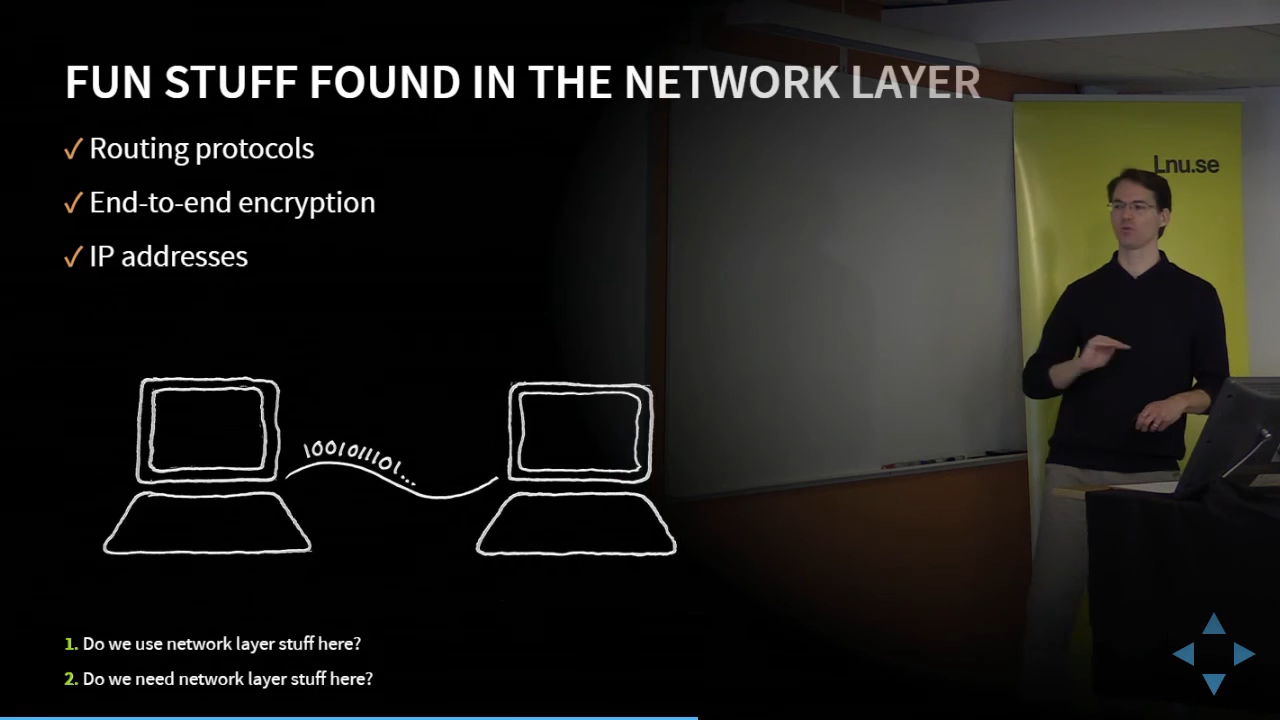 FUN STUFF FOUND IN THE NETWORK LAYER
✓ Routing protocols
✓ End-to-end encryption
✓ IP addresses
Lnu.se
1001011101...
1. Do we use network layer stuff here?
2. Do we need network layer stuff here?